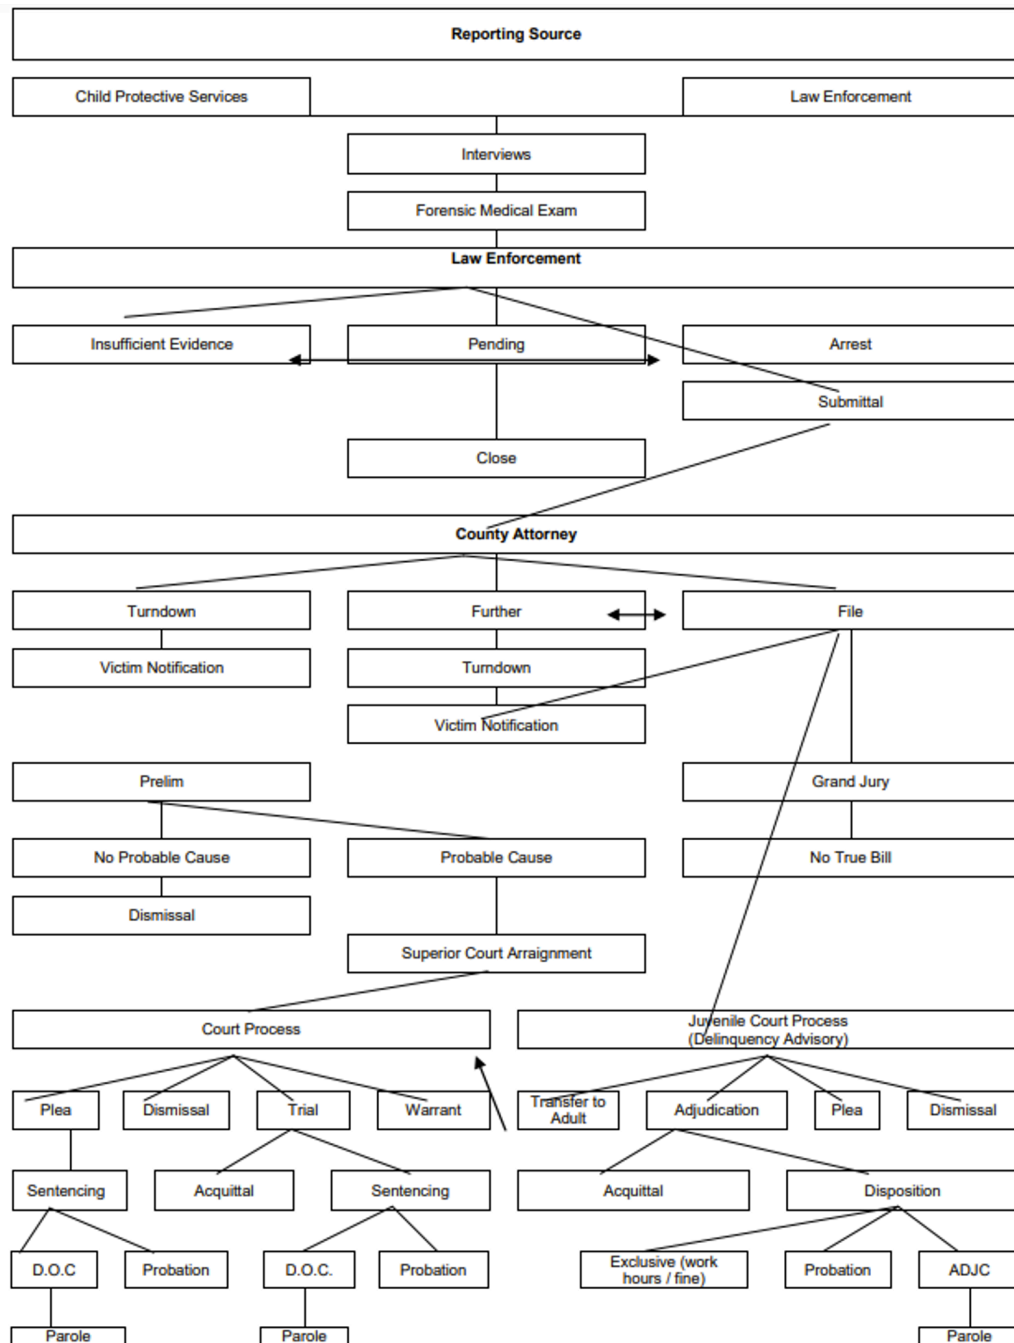 Reporting Source
Child Protective Services
Law Enforcement
Interviews
Forensic Medical Exam
Law Enforcement
Insufficient Evidence
Pending
Arrest
Submittal
Close
County Attorney
Turndown
Further
File
Victim Notification
Turndown
Victim Notification
Prelim
Grand Jury
No Probable Cause
Probable Cause
No True Bill
Dismissal
Superior Court Arraignment
Court Process
Juvenile Court Process
(Delinquency Advisory)
Plea
Dismissal
Trial
Warrant
Transfer to
Adult
Adjudication
Plea
Dismissal
Sentencing
Acquittal
Sentencing
Acquittal
Disposition
D.O.C
Probation
D.O.C.
Probation
Exclusive (work
hours / fine)
Probation
ADJC
Parole
Parole
Parole